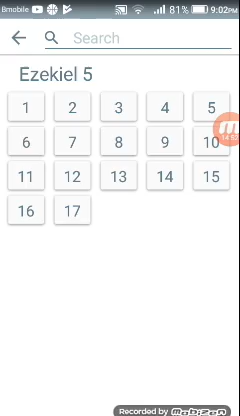 Bmobile 81% 9:02PM
Search
Ezekiel 5
1 2 3 4 5
6 7 8 9 10
11 12 13 14 15
16 17
Recorded by Mobizen